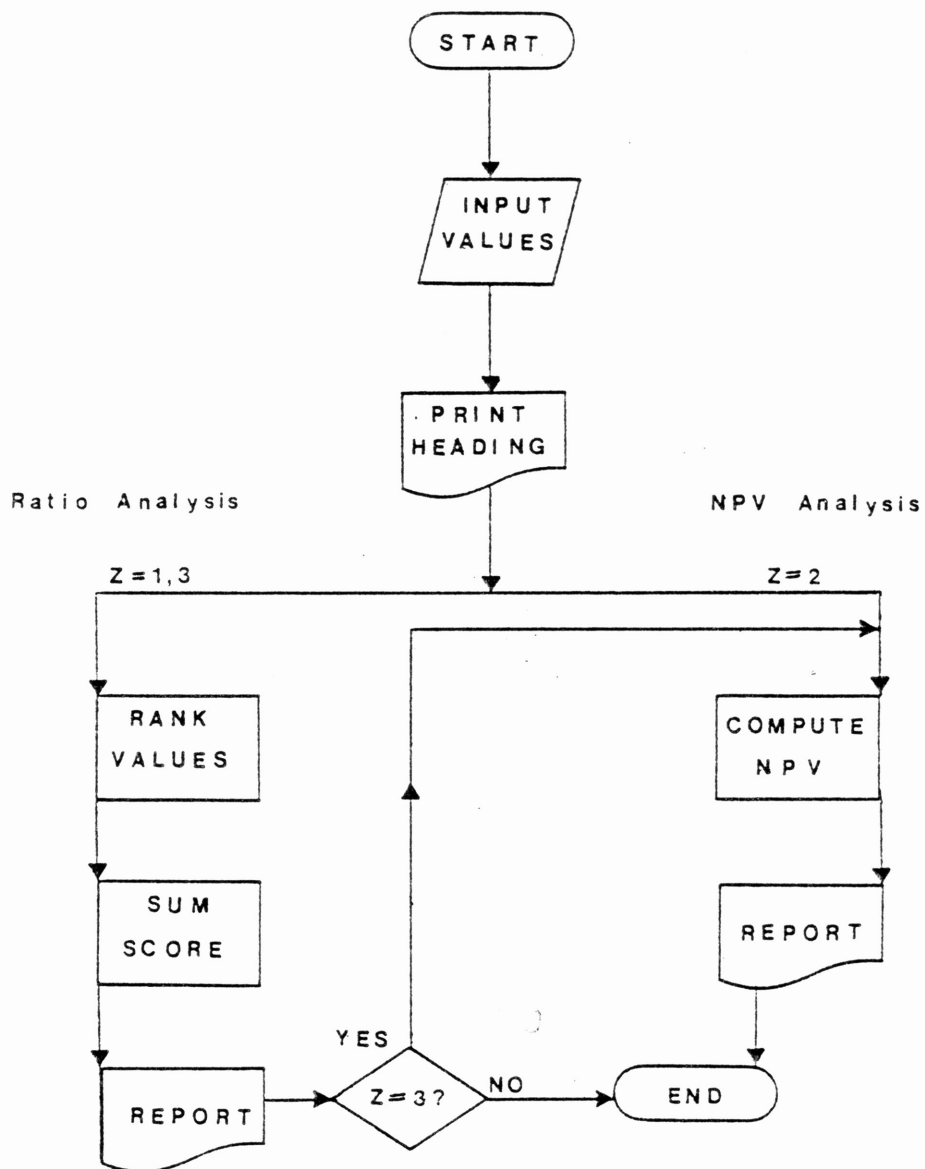 START
INPUT
VALUES
PRINT
HEADING
Ratio Analysis
NPV Analysis
Z=1,3
Z=2
RANK
VALUES
COMPUTE
NPV
SUM
SCORE
REPORT
YES
REPORT
Z=3?
NO
END